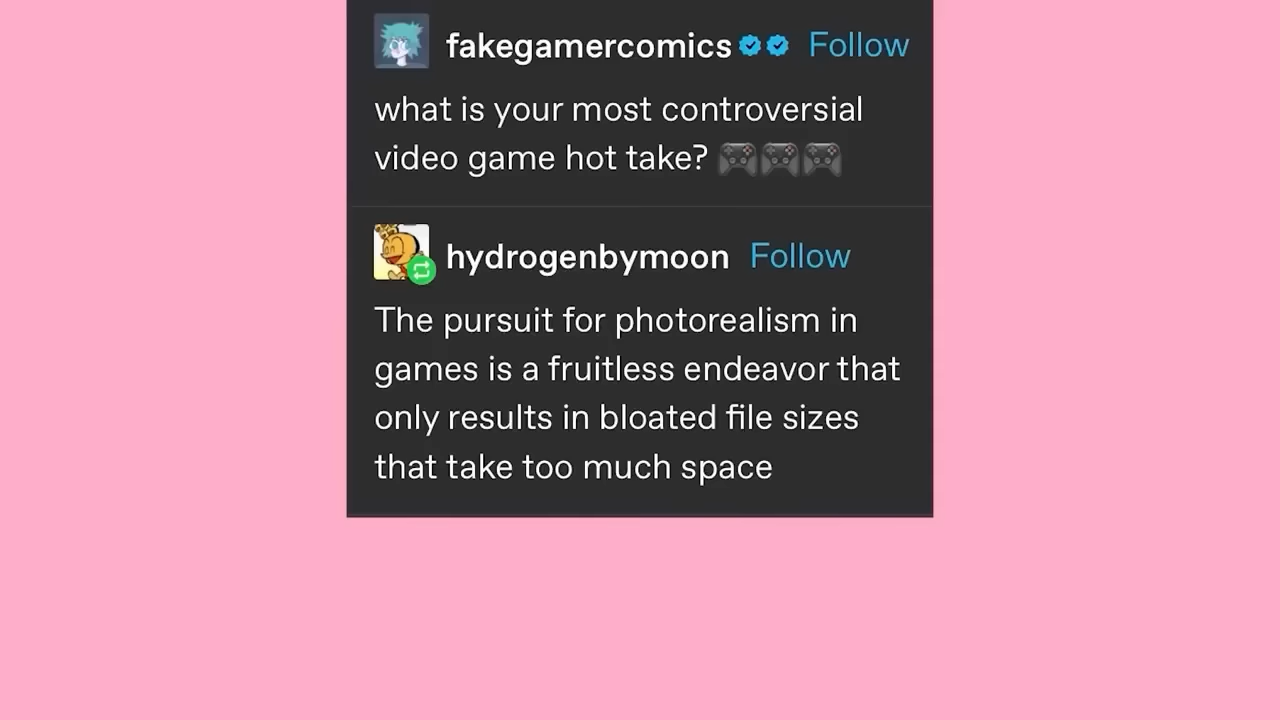 fakegamercomics Follow
what is your most controversial
video game hot take? 🎮🎮🎮
hydrogenbymoon Follow
The pursuit for photorealism in
games is a fruitless endeavor that
only results in bloated file sizes
that take too much space